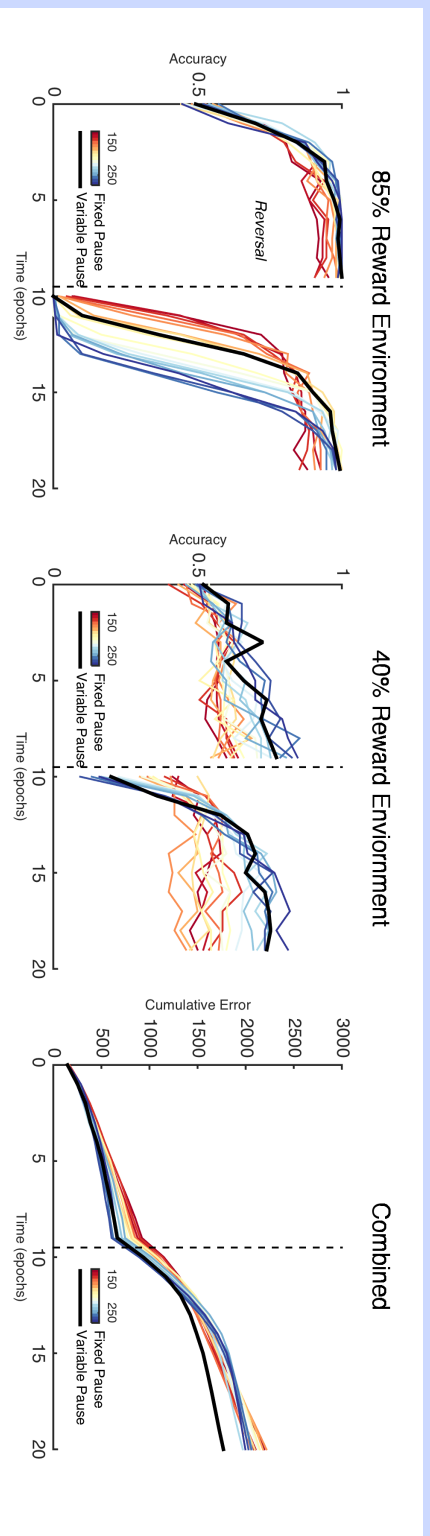 85% Reward Environment
Accuracy
1
0.5
0
Reversal
150 250
Fixed Pause
Variable Pause
0 5 10 15 20
Time (epochs)
40% Reward Enviornment
Accuracy
1
0.5
0
150 250
Fixed Pause
Variable Pause
0 5 10 15 20
Time (epochs)
Combined
Cumulative Error
3000
2500
2000
1500
1000
500
0
150 250
Fixed Pause
Variable Pause
0 5 10 15 20
Time (epochs)